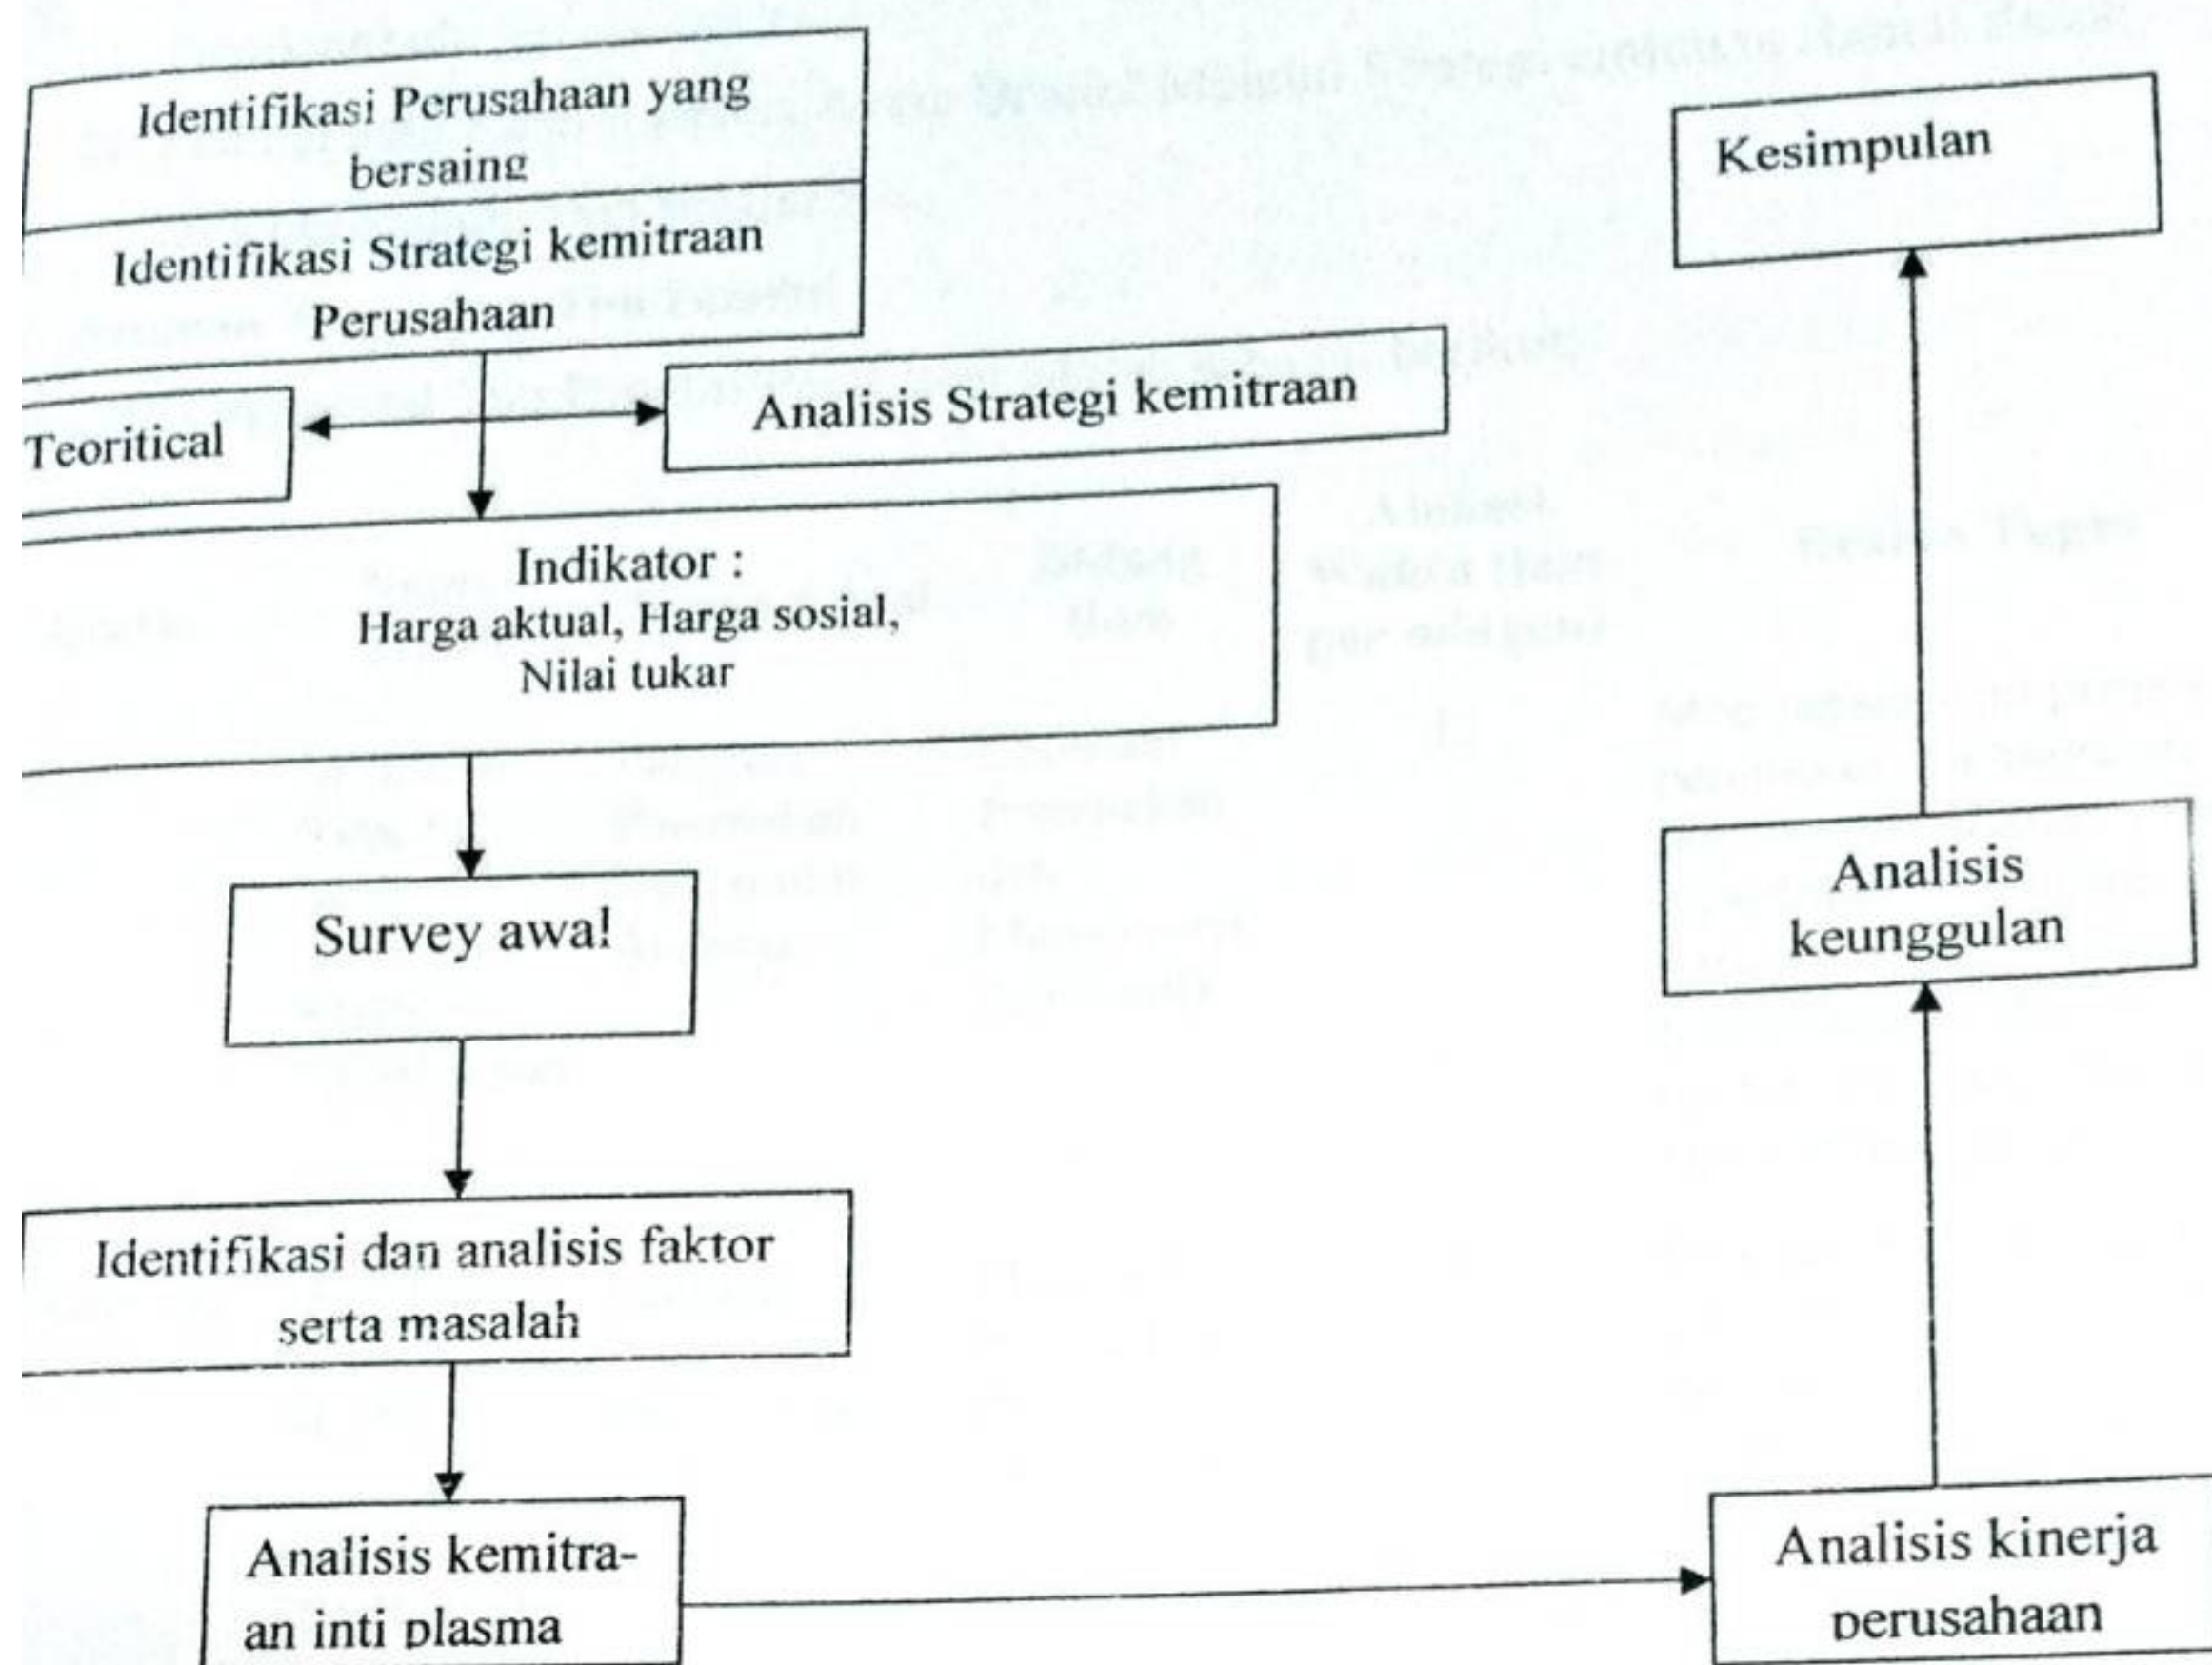 Identifikasi Perusahaan yang
bersaing
Identifikasi Strategi kemitraan
Perusahaan
Teoritical
Analisis Strategi kemitraan
Indikator :
Harga aktual, Harga sosial,
Nilai tukar
Survey awal
Identifikasi dan analisis faktor
serta masalah
Analisis kemitra-
an inti plasma
Analisis kinerja
perusahaan
Analisis
keunggulan
Kesimpulan